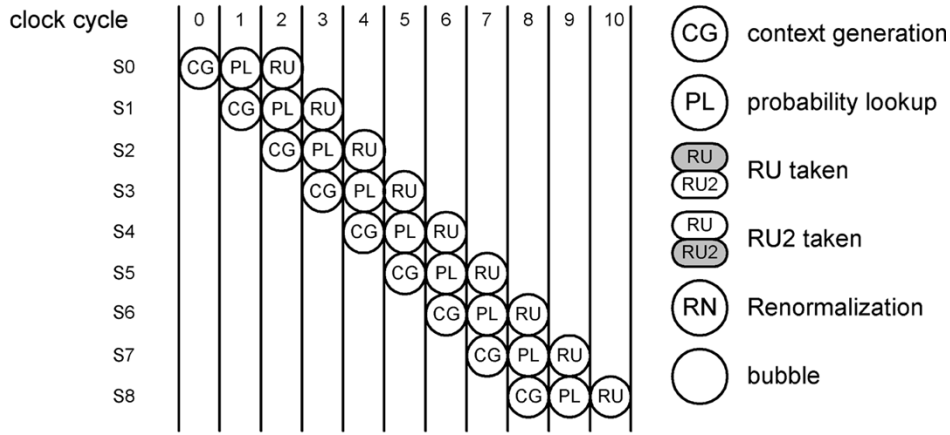 clock cycle 0 1 2 3 4 5 6 7 8 9 10
S0 CG PL RU
S1 CG PL RU
S2 CG PL RU
S3 CG PL RU
S4 CG PL RU
S5 CG PL RU
S6 CG PL RU
S7 CG PL RU
S8 CG PL RU
CG context generation
PL probability lookup
RU
RU2
RU taken
RU
RU2
RU2 taken
RN Renormalization
bubble